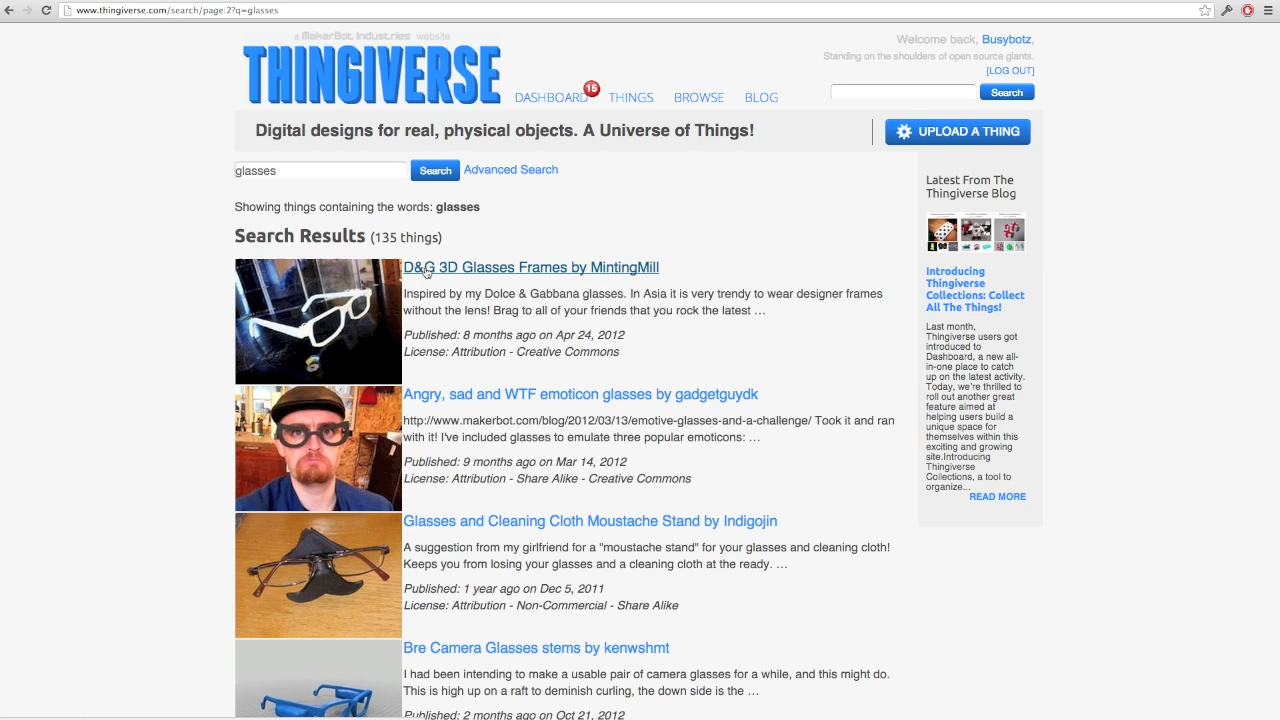 www.thingiverse.com/search/page:2?q=glasses
a MakerBot Industries website
THINGIVERSE
Welcome back, Busybotz,
Standing on the shoulders of open source giants.
[LOG OUT]
DASHBOARD 15 THINGS BROWSE BLOG
Search
Digital designs for real, physical objects. A Universe of Things!
UPLOAD A THING
glasses Search Advanced Search
Showing things containing the words: glasses
Search Results (135 things)
D&G 3D Glasses Frames by MintingMill
Inspired by my Dolce & Gabbana glasses. In Asia it is very trendy to wear designer frames
without the lens! Brag to all of your friends that you rock the latest ...
Published: 8 months ago on Apr 24, 2012
License: Attribution - Creative Commons
Angry, sad and WTF emoticon glasses by gadgetguydk
http://www.makerbot.com/blog/2012/03/13/emotive-glasses-and-a-challenge/ Took it and ran
with it! I've included glasses to emulate three popular emoticons: ...
Published: 9 months ago on Mar 14, 2012
License: Attribution - Share Alike - Creative Commons
Glasses and Cleaning Cloth Moustache Stand by Indigojin
A suggestion from my girlfriend for a "moustache stand" for your glasses and cleaning cloth!
Keeps you from losing your glasses and a cleaning cloth at the ready. ...
Published: 1 year ago on Dec 5, 2011
License: Attribution - Non-Commercial - Share Alike
Bre Camera Glasses stems by kenwshmt
I had been intending to make a usable pair of camera glasses for a while, and this might do.
This is high up on a raft to deminish curling, the down side is the ...
Published: 2 months ago on Oct 21, 2012
Latest From The
Thingiverse Blog
Introducing
Thingiverse
Collections: Collect
All The Things!
Last month,
Thingiverse users got
introduced to
Dashboard, a new all-
in-one place to catch
up on the latest activity.
Today, we're thrilled to
roll out another great
feature aimed at
helping users build a
unique space for
themselves within this
exciting and growing
site.Introducing
Thingiverse
Collections, a tool to
organize...
READ MORE